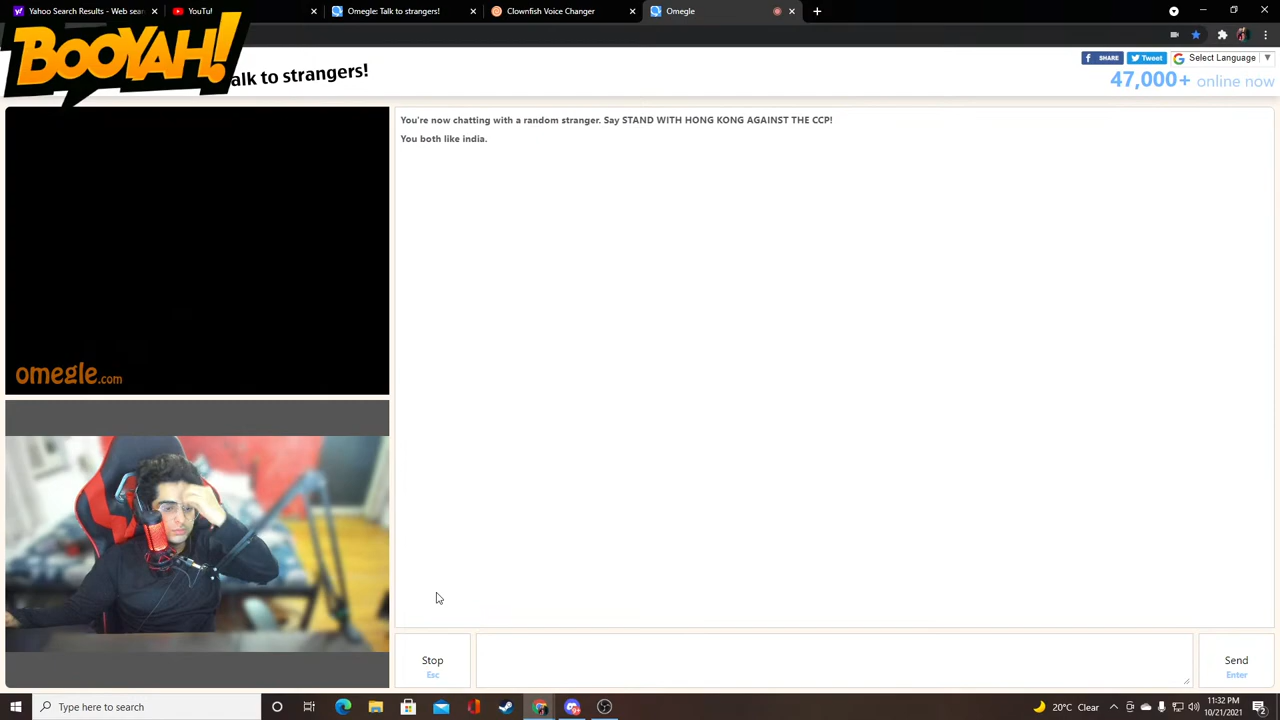 Yahoo Search Results - Web sear
YouTu
Omegle: Talk to strangers!
Clownfish Voice Changer
Omegle
BOOYAH!
alk to strangers!
SHARE
Tweet
Select Language
47,000+ online now
You're now chatting with a random stranger. Say STAND WITH HONG KONG AGAINST THE CCP!
You both like india.
omegle.com
Stop
Esc
Send
Enter
Type here to search
20°C Clear
11:32 PM
10/21/2021